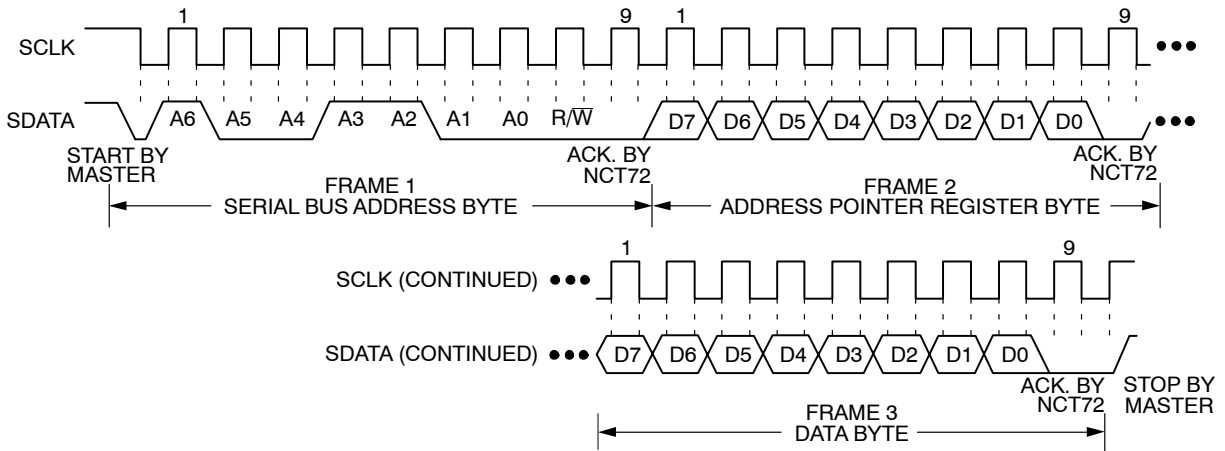 1 9 1 9
SCLK
SDATA A6 A5 A4 A3 A2 A1 A0 R/W̅ D7 D6 D5 D4 D3 D2 D1 D0
START BY MASTER
ACK. BY NCT72
ACK. BY NCT72
FRAME 1
SERIAL BUS ADDRESS BYTE
FRAME 2
ADDRESS POINTER REGISTER BYTE
1 9
SCLK (CONTINUED)
SDATA (CONTINUED) D7 D6 D5 D4 D3 D2 D1 D0
ACK. BY NCT72
STOP BY MASTER
FRAME 3
DATA BYTE